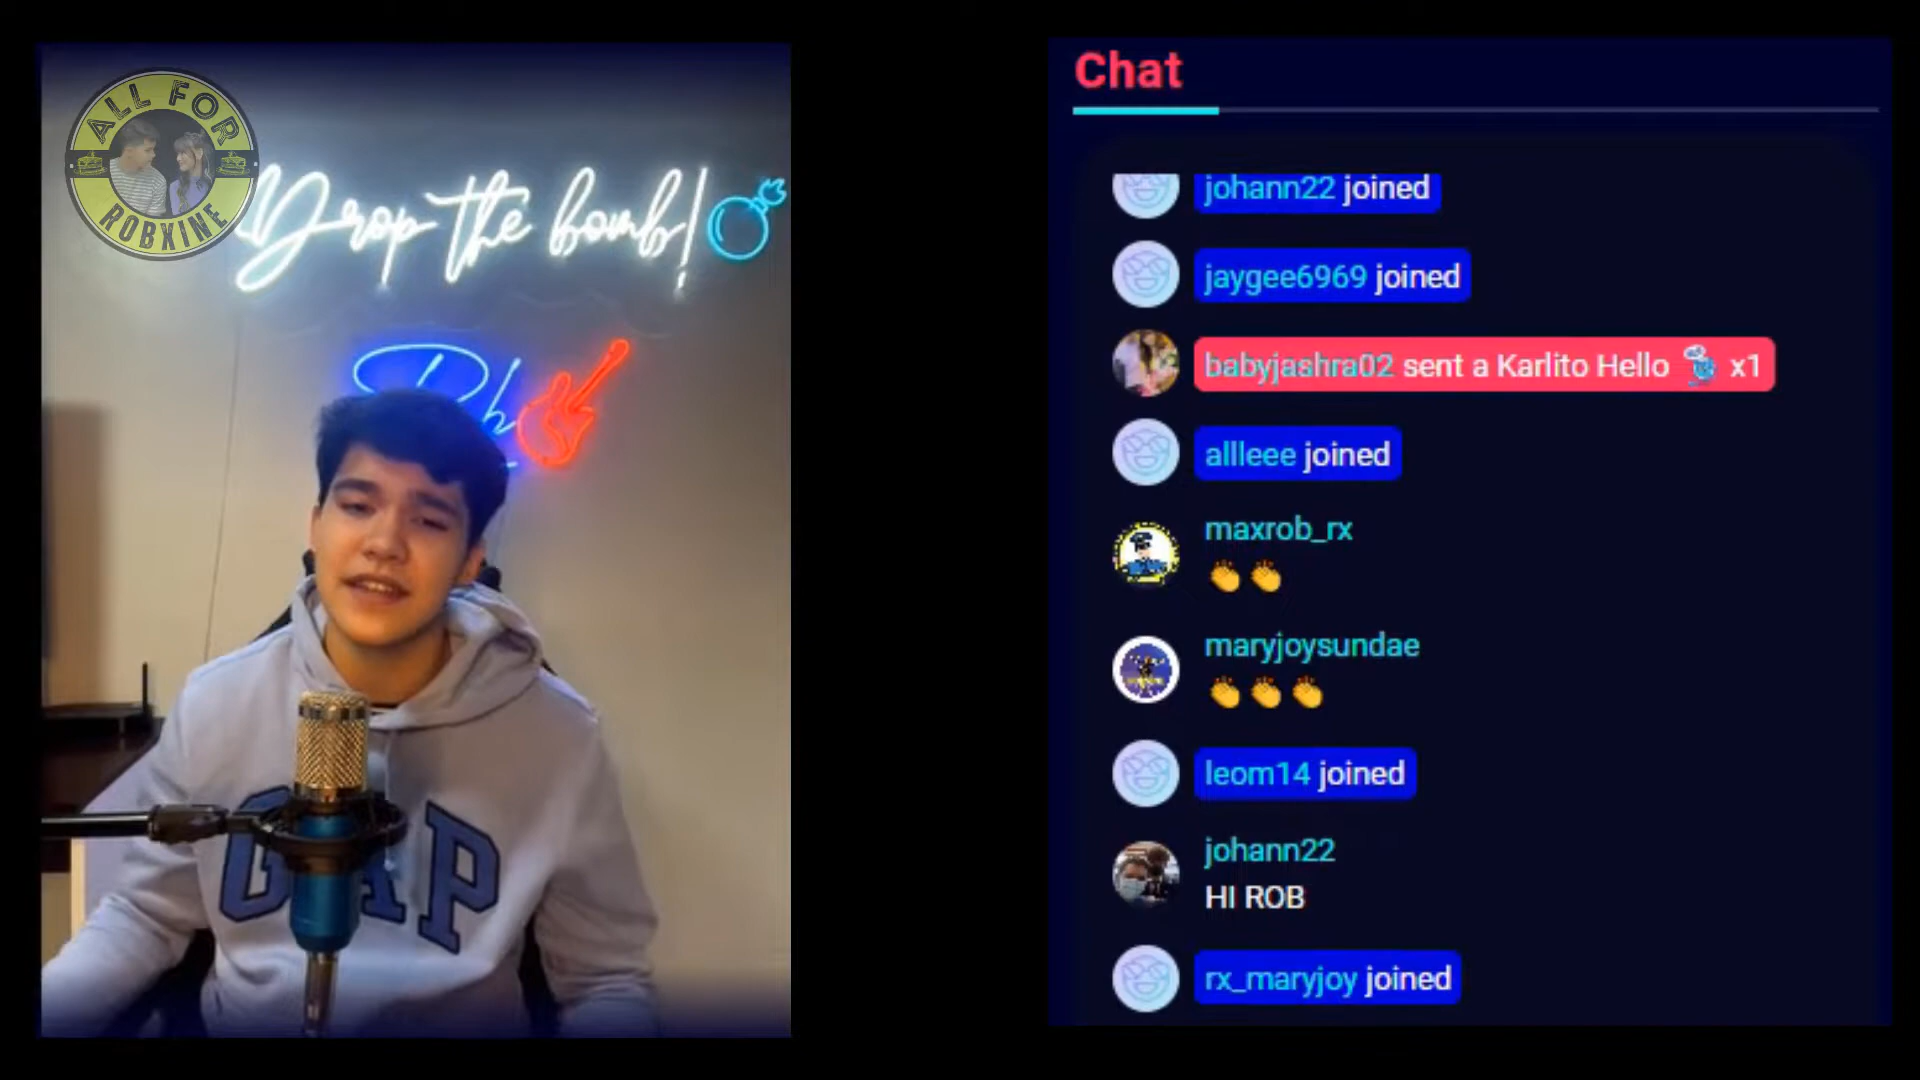 ALL FOR
ROBXINE
Drop the bomb!
GAP
Chat
johann22 joined
jaygee6969 joined
babyjashra02 sent a Karlito Hello x1
allleee joined
maxrob_rx
👏👏
maryjoysundae
👏👏👏
leom14 joined
johann22
HI ROB
rx_maryjoy joined